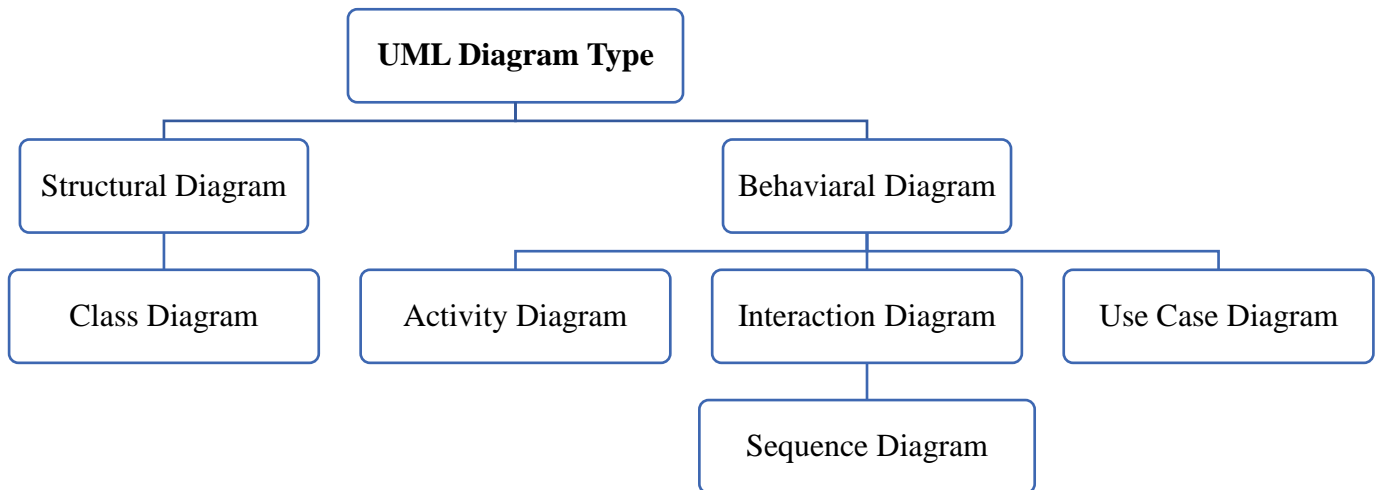 UML Diagram Type
Structural Diagram
Behaviaral Diagram
Class Diagram
Activity Diagram
Interaction Diagram
Use Case Diagram
Sequence Diagram